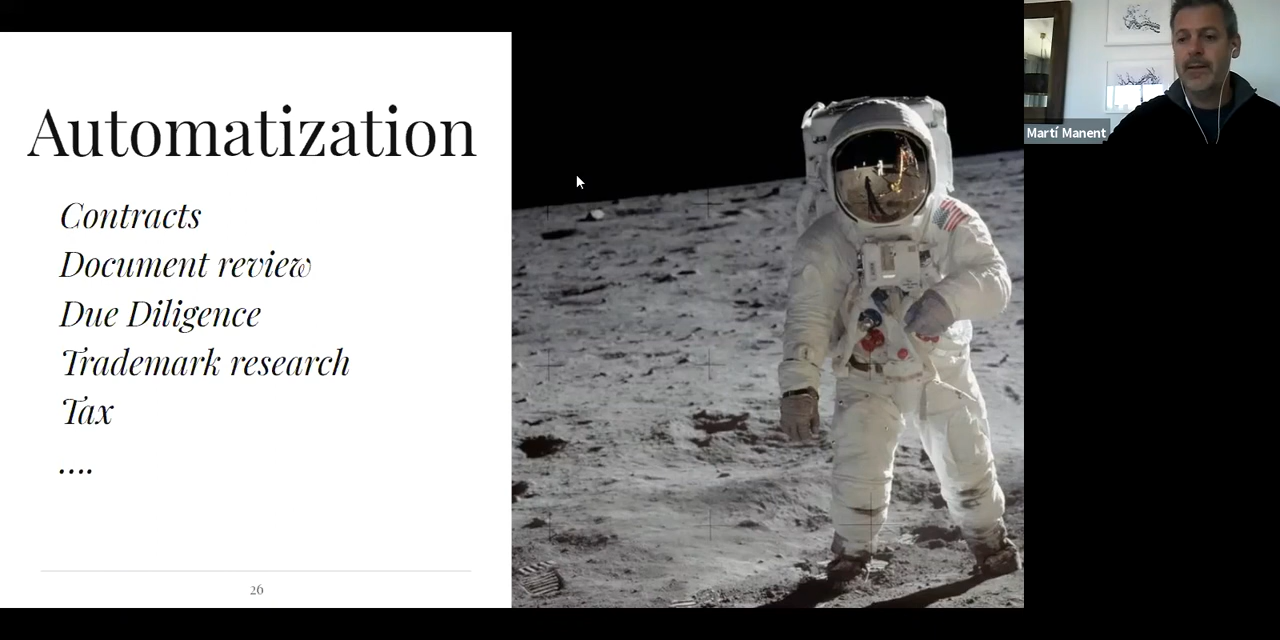 Automatization
Contracts
Document review
Due Diligence
Trademark research
Tax
....
26
Martí Manent